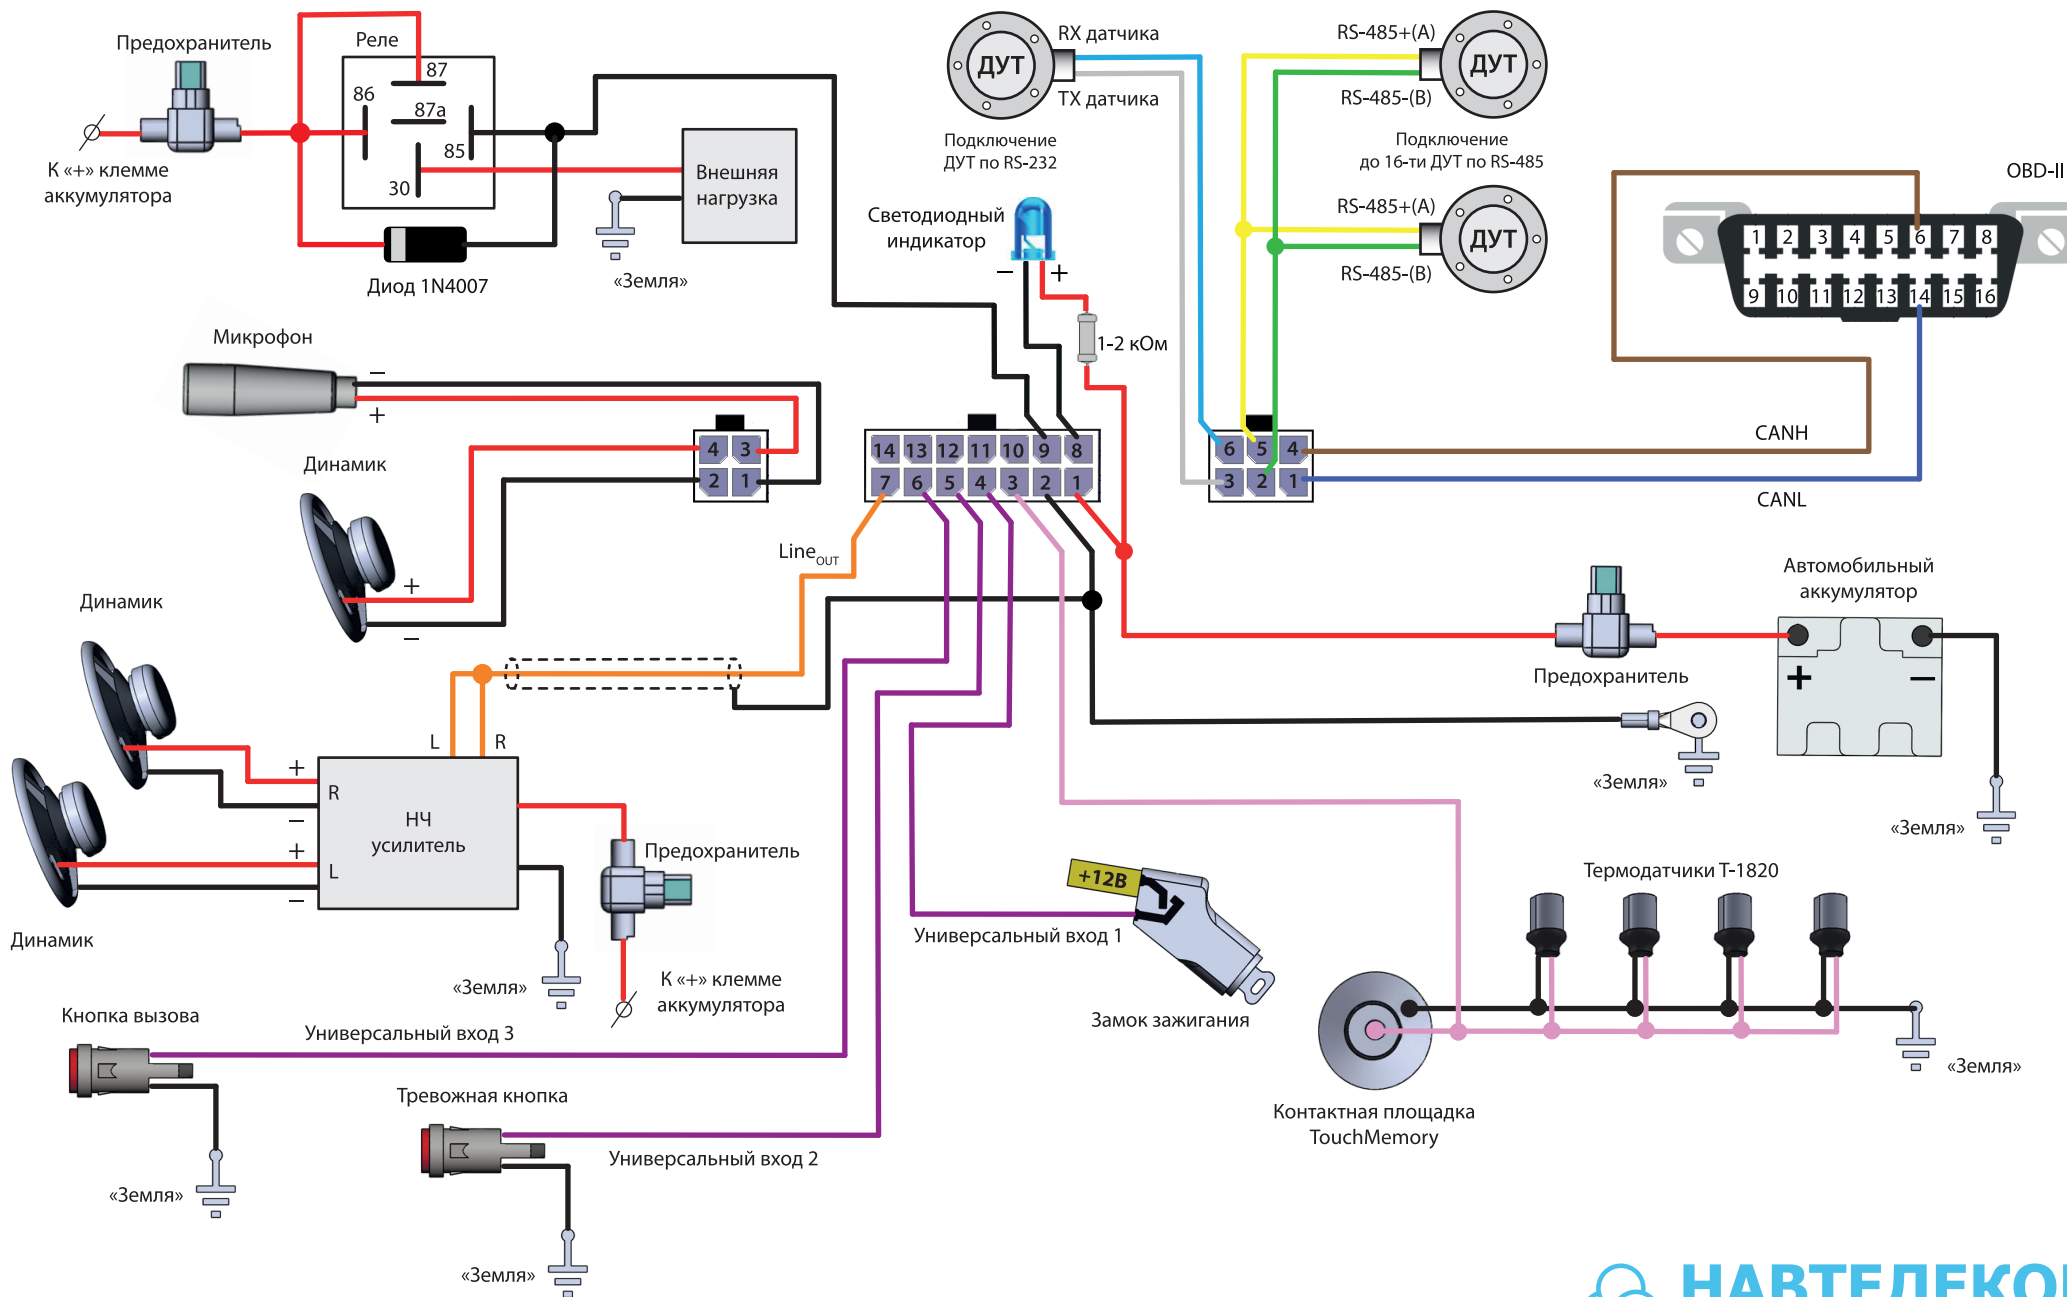 Предохранитель
К «+» клемме
аккумулятора
Реле
87
86
87a
85
30
Диод 1N4007
Внешняя
нагрузка
«Земля»
ДУТ
RX датчика
TX датчика
Подключение
ДУТ по RS-232
RS-485+(A)
ДУТ
RS-485-(B)
Подключение
до 16-ти ДУТ по RS-485
RS-485+(A)
ДУТ
RS-485-(B)
OBD-II
1 2 3 4 5 6 7 8
9 10 11 12 13 14 15 16
Светодиодный
индикатор
– +
1-2 кОм
Микрофон
–
+
Динамик
+
–
4 3
2 1
14 13 12 11 10 9 8
7 6 5 4 3 2 1
6 5 4
3 2 1
CANH
CANL
LineOUT
Автомобильный
аккумулятор
+ –
Предохранитель
«Земля»
«Земля»
Динамик
Динамик
L R
+
R
–
+
L
–
НЧ
усилитель
Предохранитель
К «+» клемме
аккумулятора
«Земля»
+12В
Универсальный вход 1
Замок зажигания
Термодатчики Т-1820
«Земля»
Контактная площадка
TouchMemory
Кнопка вызова
Универсальный вход 3
«Земля»
Тревожная кнопка
Универсальный вход 2
«Земля»
НАВТЕЛЕКОМ